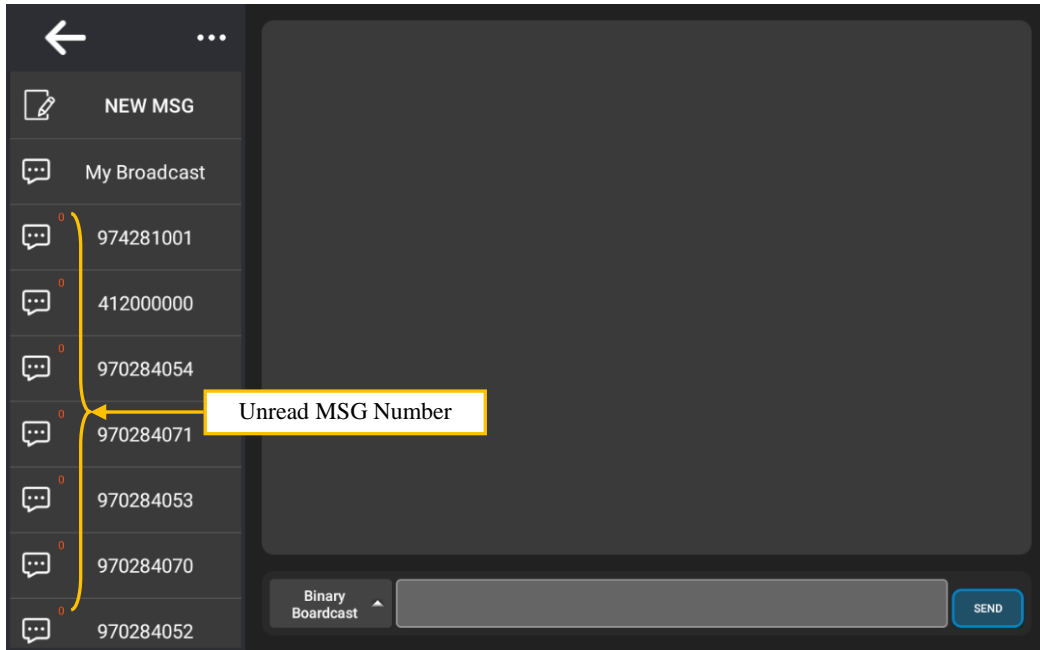 NEW MSG
My Broadcast
0
974281001
0
412000000
0
970284054
Unread MSG Number
0
970284071
0
970284053
0
970284070
0
970284052
Binary
Boardcast
SEND